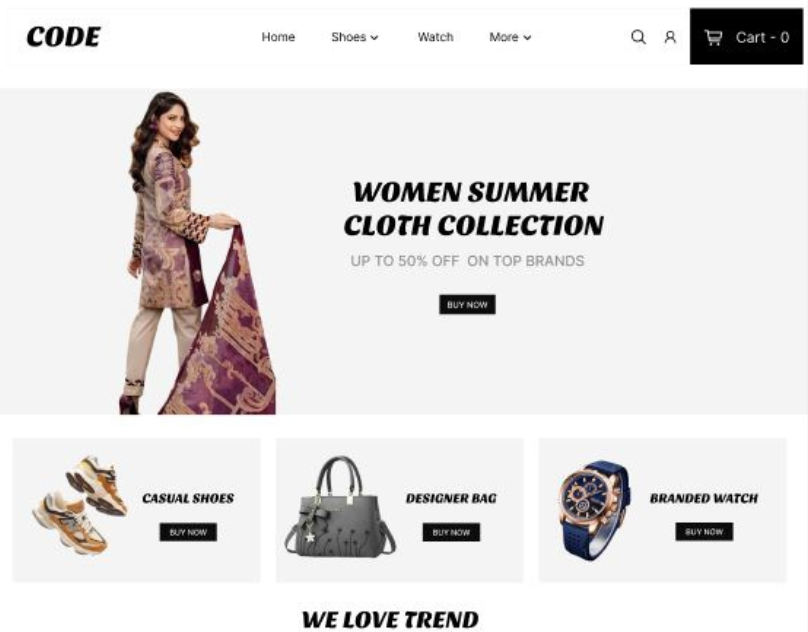 CODE
Home Shoes Watch More Cart - 0
WOMEN SUMMER
CLOTH COLLECTION
UP TO 50% OFF ON TOP BRANDS
BUY NOW
CASUAL SHOES
BUY NOW
DESIGNER BAG
BUY NOW
BRANDED WATCH
BUY NOW
WE LOVE TREND